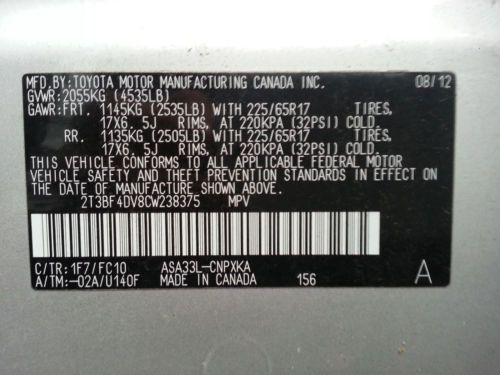 MFD.BY:TOYOTA MOTOR MANUFACTURING CANADA INC. 08/12
GVWR:2055KG (4535LB)
GAWR:FRT. 1145KG (2535LB) WITH 225/65R17 TIRES,
17X6. 5J RIMS, AT 220KPA (32PSI) COLD.
RR. 1135KG (2505LB) WITH 225/65R17 TIRES,
17X6. 5J RIMS, AT 220KPA (32PSI) COLD.
THIS VEHICLE CONFORMS TO ALL APPLICABLE FEDERAL MOTOR
VEHICLE SAFETY AND THEFT PREVENTION STANDARDS IN EFFECT
ON THE DATE OF MANUFACTURE SHOWN ABOVE.
2T3BF4DV8CW238375 MPV
C/TR: 1F7/FC10 ASA33L-CNPXKA
A/TM:-02A/U140F MADE IN CANADA 156 A